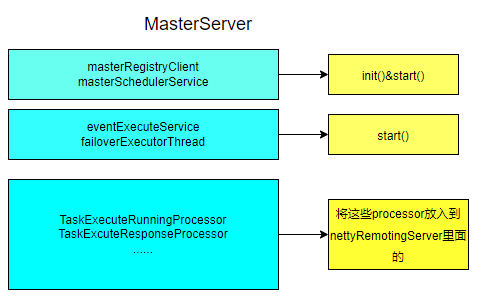 MasterServer
masterRegistryClient
masterSchedulerService
init()&start()
eventExecuteService
failoverExecutorThread
start()
TaskExecuteRunningProcessor
TaskExcuteResponseProcessor
......
将这些processor放入到
nettyRemotingServer里面
的